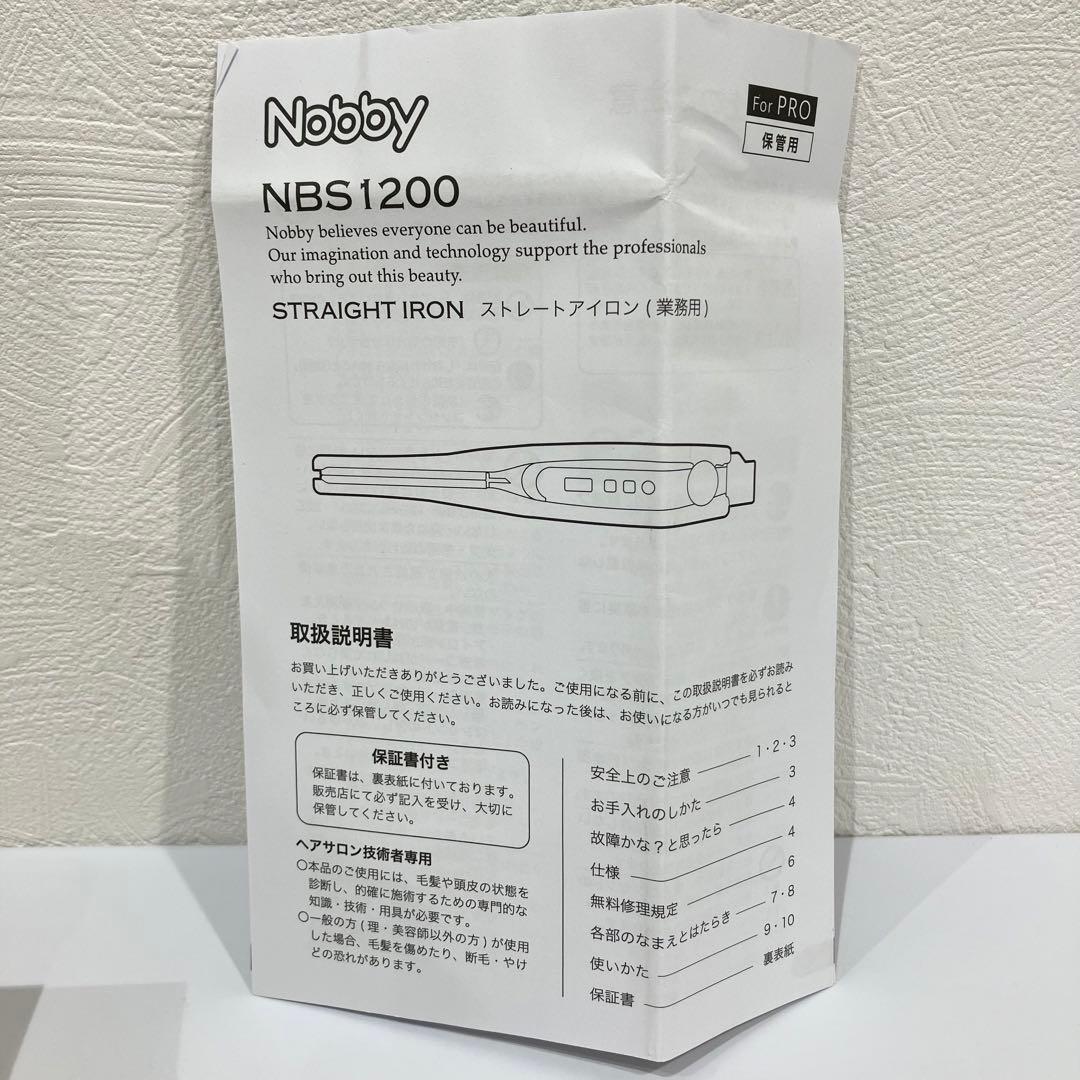 Nobby
For PRO
保管用
NBS1200
Nobby believes everyone can be beautiful.
Our imagination and technology support the professionals
who bring out this beauty.
STRAIGHT IRON ストレートアイロン (業務用)
取扱説明書
お買い上げいただきありがとうございました。ご使用になる前に、この取扱説明書を必ずお読み
いただき、正しくご使用ください。お読みになった後は、お使いになる方がいつでも見られると
ころに必ず保管してください。
保証書付き
保証書は、裏表紙に付いております。
販売店にて必ず記入を受け、大切に
保管してください。
ヘアサロン技術者専用
○本品のご使用には、毛髪や頭皮の状態を
診断し、的確に施術するための専門的な
知識・技術・用具が必要です。
○一般の方(理・美容師以外の方)が使用
した場合、毛髪を傷めたり、断毛・やけ
どの恐れがあります。
安全上のご注意 1・2・3
お手入れのしかた 3
故障かな?と思ったら 4
仕様 4
無料修理規定 6
各部のなまえとはたらき 7・8
使いかた 9・10
保証書 裏表紙